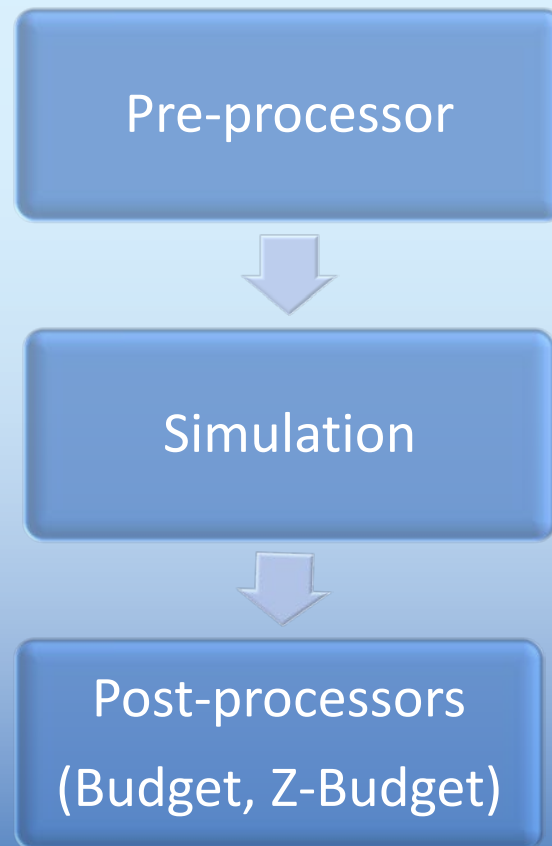 Pre-processor
Simulation
Post-processors
(Budget, Z-Budget)